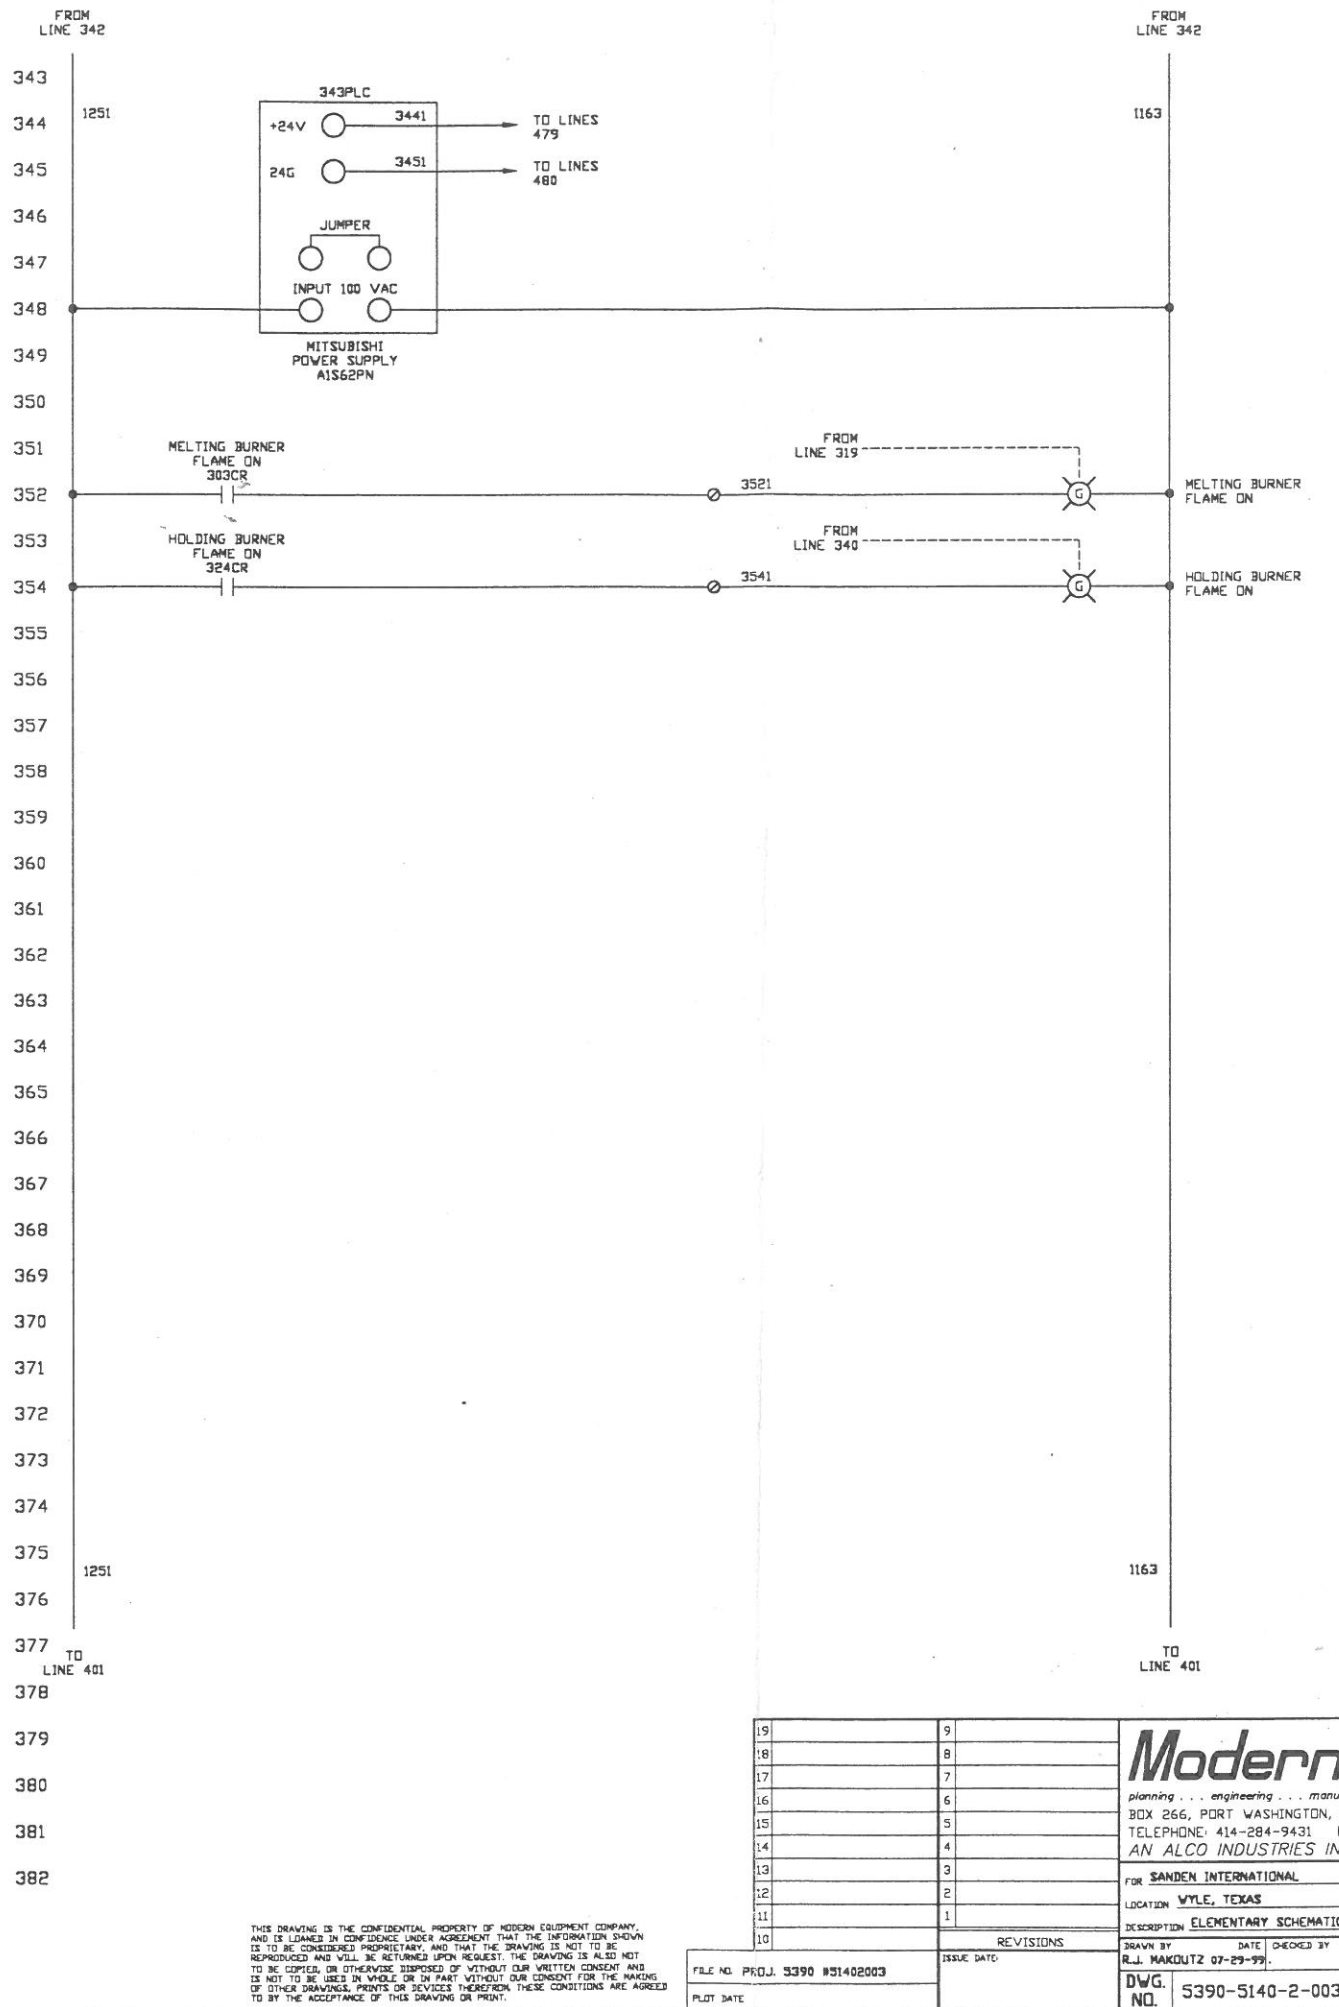 FROM
LINE 342
FROM
LINE 342
343
1251
1163
343PLC
344
+24V
3441
TO LINES
479
345
24G
3451
TO LINES
480
346
JUMPER
347
INPUT 100 VAC
348
349
MITSUBISHI
POWER SUPPLY
A1S62PN
350
351
MELTING BURNER
FLAME ON
303CR
FROM
LINE 319
352
3521
G
MELTING BURNER
FLAME ON
353
HOLDING BURNER
FLAME ON
324CR
FROM
LINE 340
354
3541
G
HOLDING BURNER
FLAME ON
355
356
357
358
359
360
361
362
363
364
365
366
367
368
369
370
371
372
373
374
375
1251
1163
376
377
TO
LINE 401
TO
LINE 401
378
379
380
381
382
19
18
17
16
15
14
13
12
11
10
9
8
7
6
5
4
3
2
1
REVISIONS
ISSUE DATE:
FILE NO. PROJ. 5390 #51402003
PLOT DATE
Modern
planning . . . engineering . . . manu
BOX 266, PORT WASHINGTON,
TELEPHONE: 414-284-9431
AN ALCO INDUSTRIES IN
FOR SANDEN INTERNATIONAL
LOCATION WYLE, TEXAS
DESCRIPTION ELEMENTARY SCHEMATIC
DRAWN BY DATE CHECKED BY
R.J. MAKOUTZ 07-29-99
DWG. NO. 5390-5140-2-003
THIS DRAWING IS THE CONFIDENTIAL PROPERTY OF MODERN EQUIPMENT COMPANY,
AND IS LOANED IN CONFIDENCE UNDER AGREEMENT THAT THE INFORMATION SHOWN
IS TO BE CONSIDERED PROPRIETARY, AND THAT THE DRAWING IS NOT TO BE
REPRODUCED AND WILL BE RETURNED UPON REQUEST. THE DRAWING IS ALSO NOT
TO BE COPIED, OR OTHERWISE DISPOSED OF WITHOUT OUR WRITTEN CONSENT AND
IS NOT TO BE USED IN WHOLE OR IN PART WITHOUT OUR CONSENT FOR THE MAKING
OF OTHER DRAWINGS, PRINTS OR DEVICES THEREFROM. THESE CONDITIONS ARE AGREED
TO BY THE ACCEPTANCE OF THIS DRAWING OR PRINT.